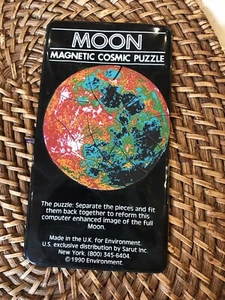 MOON
MAGNETIC COSMIC PUZZLE
The puzzle: Separate the pieces and fit
them back together to reform this
computer enhanced image of the full
Moon.
Made in the U.K. for Environment.
U.S. exclusive distribution by Sarut Inc.
New York. (800) 345-6404
© 1990 Environment.